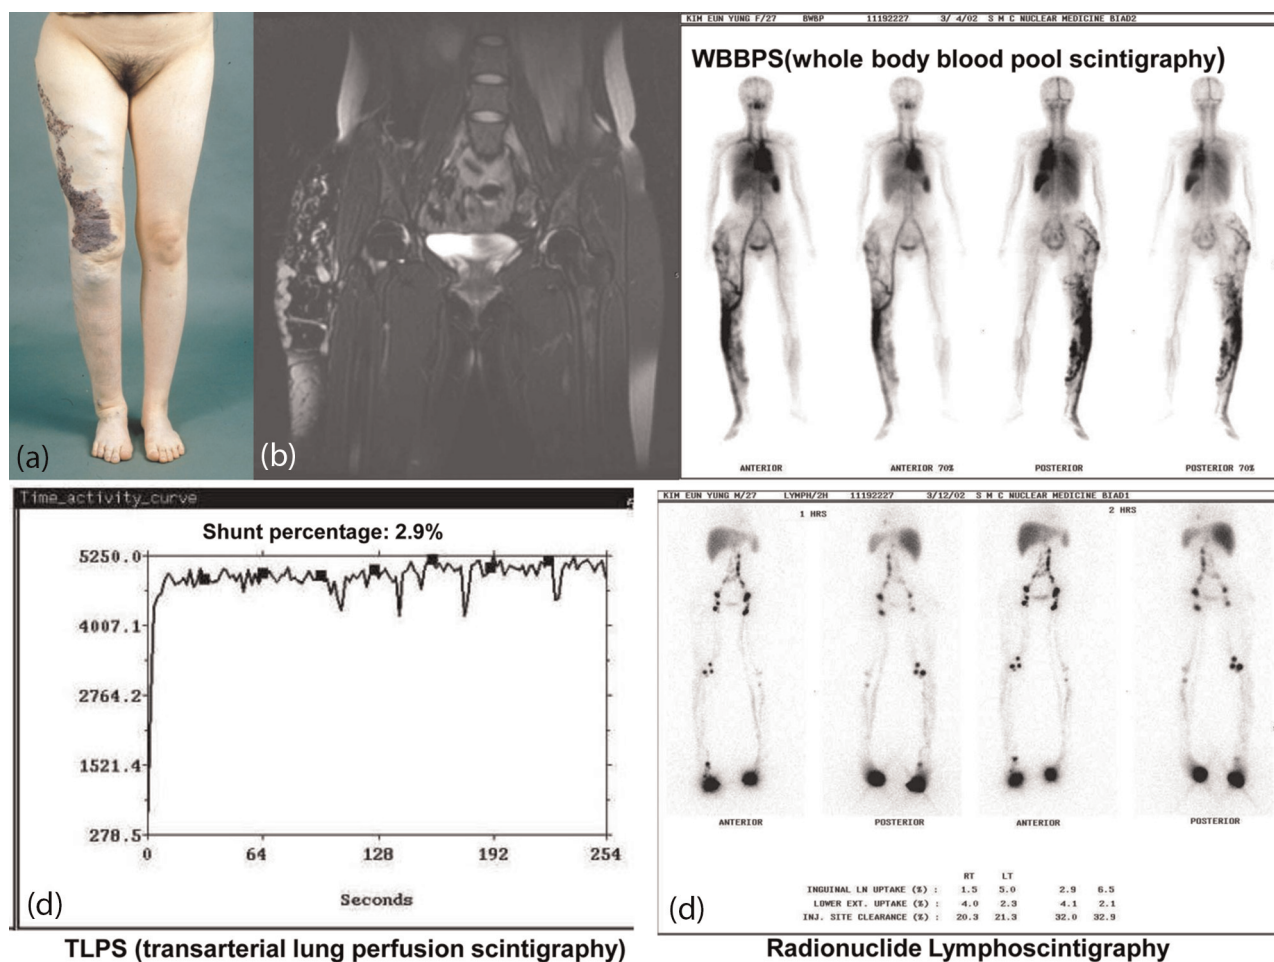 KIM EUN YUNG F/27 BWBP 11192227 3/ 4/02 S M C NUCLEAR MEDICINE BIAD2
WBBPS(whole body blood pool scintigraphy)
ANTERIOR ANTERIOR 70% POSTERIOR POSTERIOR 70%
(a)
(b)
Time_activity_curve
Shunt percentage: 2.9%
5250.0
4007.1
2764.2
1521.4
278.5
0 64 128 192 254
Seconds
(d)
TLPS (transarterial lung perfusion scintigraphy)
KIM EUN YUNG M/27 LYMPH/2H 11192227 3/12/02 S M C NUCLEAR MEDICINE BIAD1
1 HRS 2 HRS
ANTERIOR POSTERIOR ANTERIOR POSTERIOR
RT LT
INGUINAL LN UPTAKE (%) : 1.5 5.0 2.9 6.5
LOWER EXT. UPTAKE (%) : 4.0 2.3 4.1 2.1
INJ. SITE CLEARANCE (%) : 20.3 21.3 32.0 32.9
(d)
Radionuclide Lymphoscintigraphy